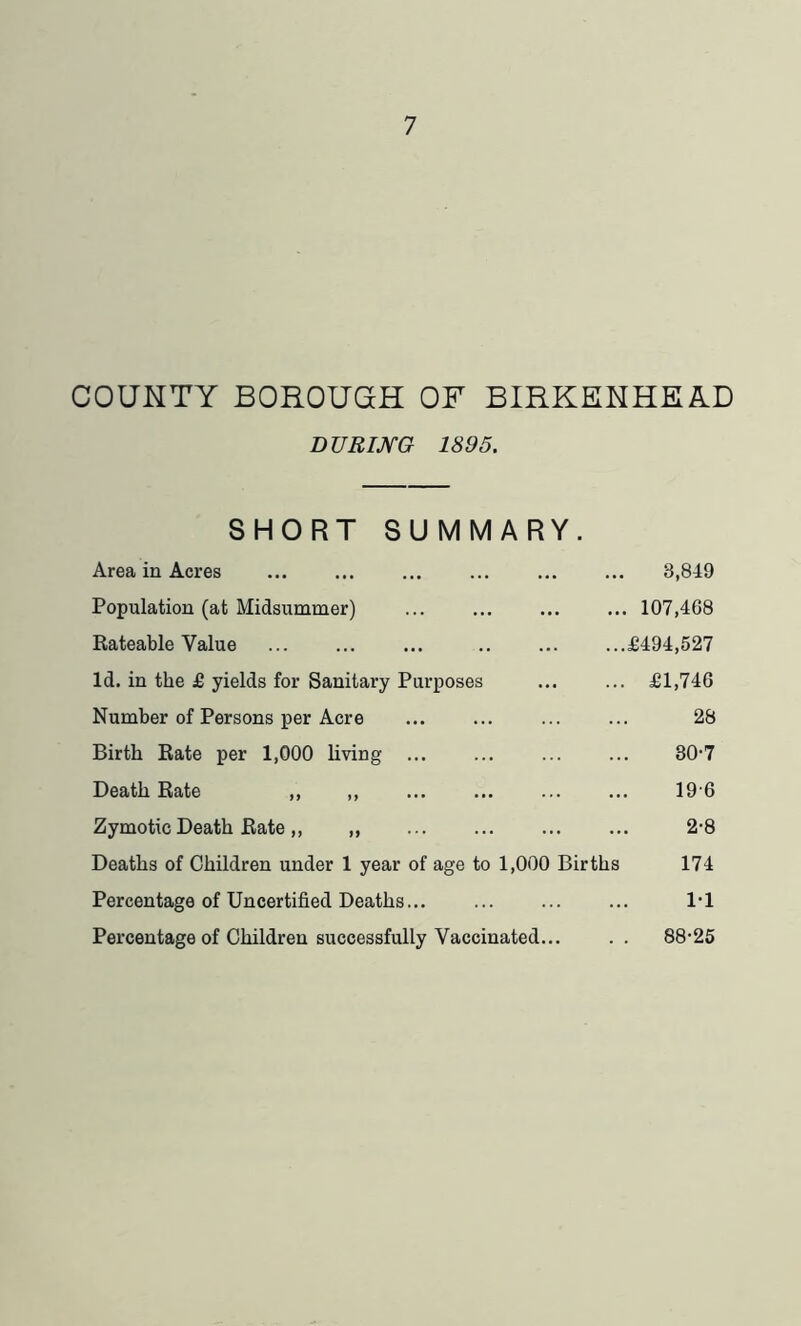 7
COUNTY BOROUGH OF BIRKENHEAD
DURING 1895.
SHORT SUMMARY.
Area in Acres ... ... ... ... ... ... 3,849
Population (at Midsummer) ... ... ... ... 107,468
Rateable Value ... ... ... .. ... ...£494,527
1d. in the £ yields for Sanitary Purposes ... ... £1,746
Number of Persons per Acre ... ... ... ... 28
Birth Rate per 1,000 living ... ... ... ... 30·7
Death Rate ,, ,, ... ... ... ... 19·6
Zymotic Death Rate ,, ,, ... ... ... ... 2·8
Deaths of Children under 1 year of age to 1,000 Births 174
Percentage of Uncertified Deaths... ... ... ... 1·1
Percentage of Children successfully Vaccinated... . . 88·25